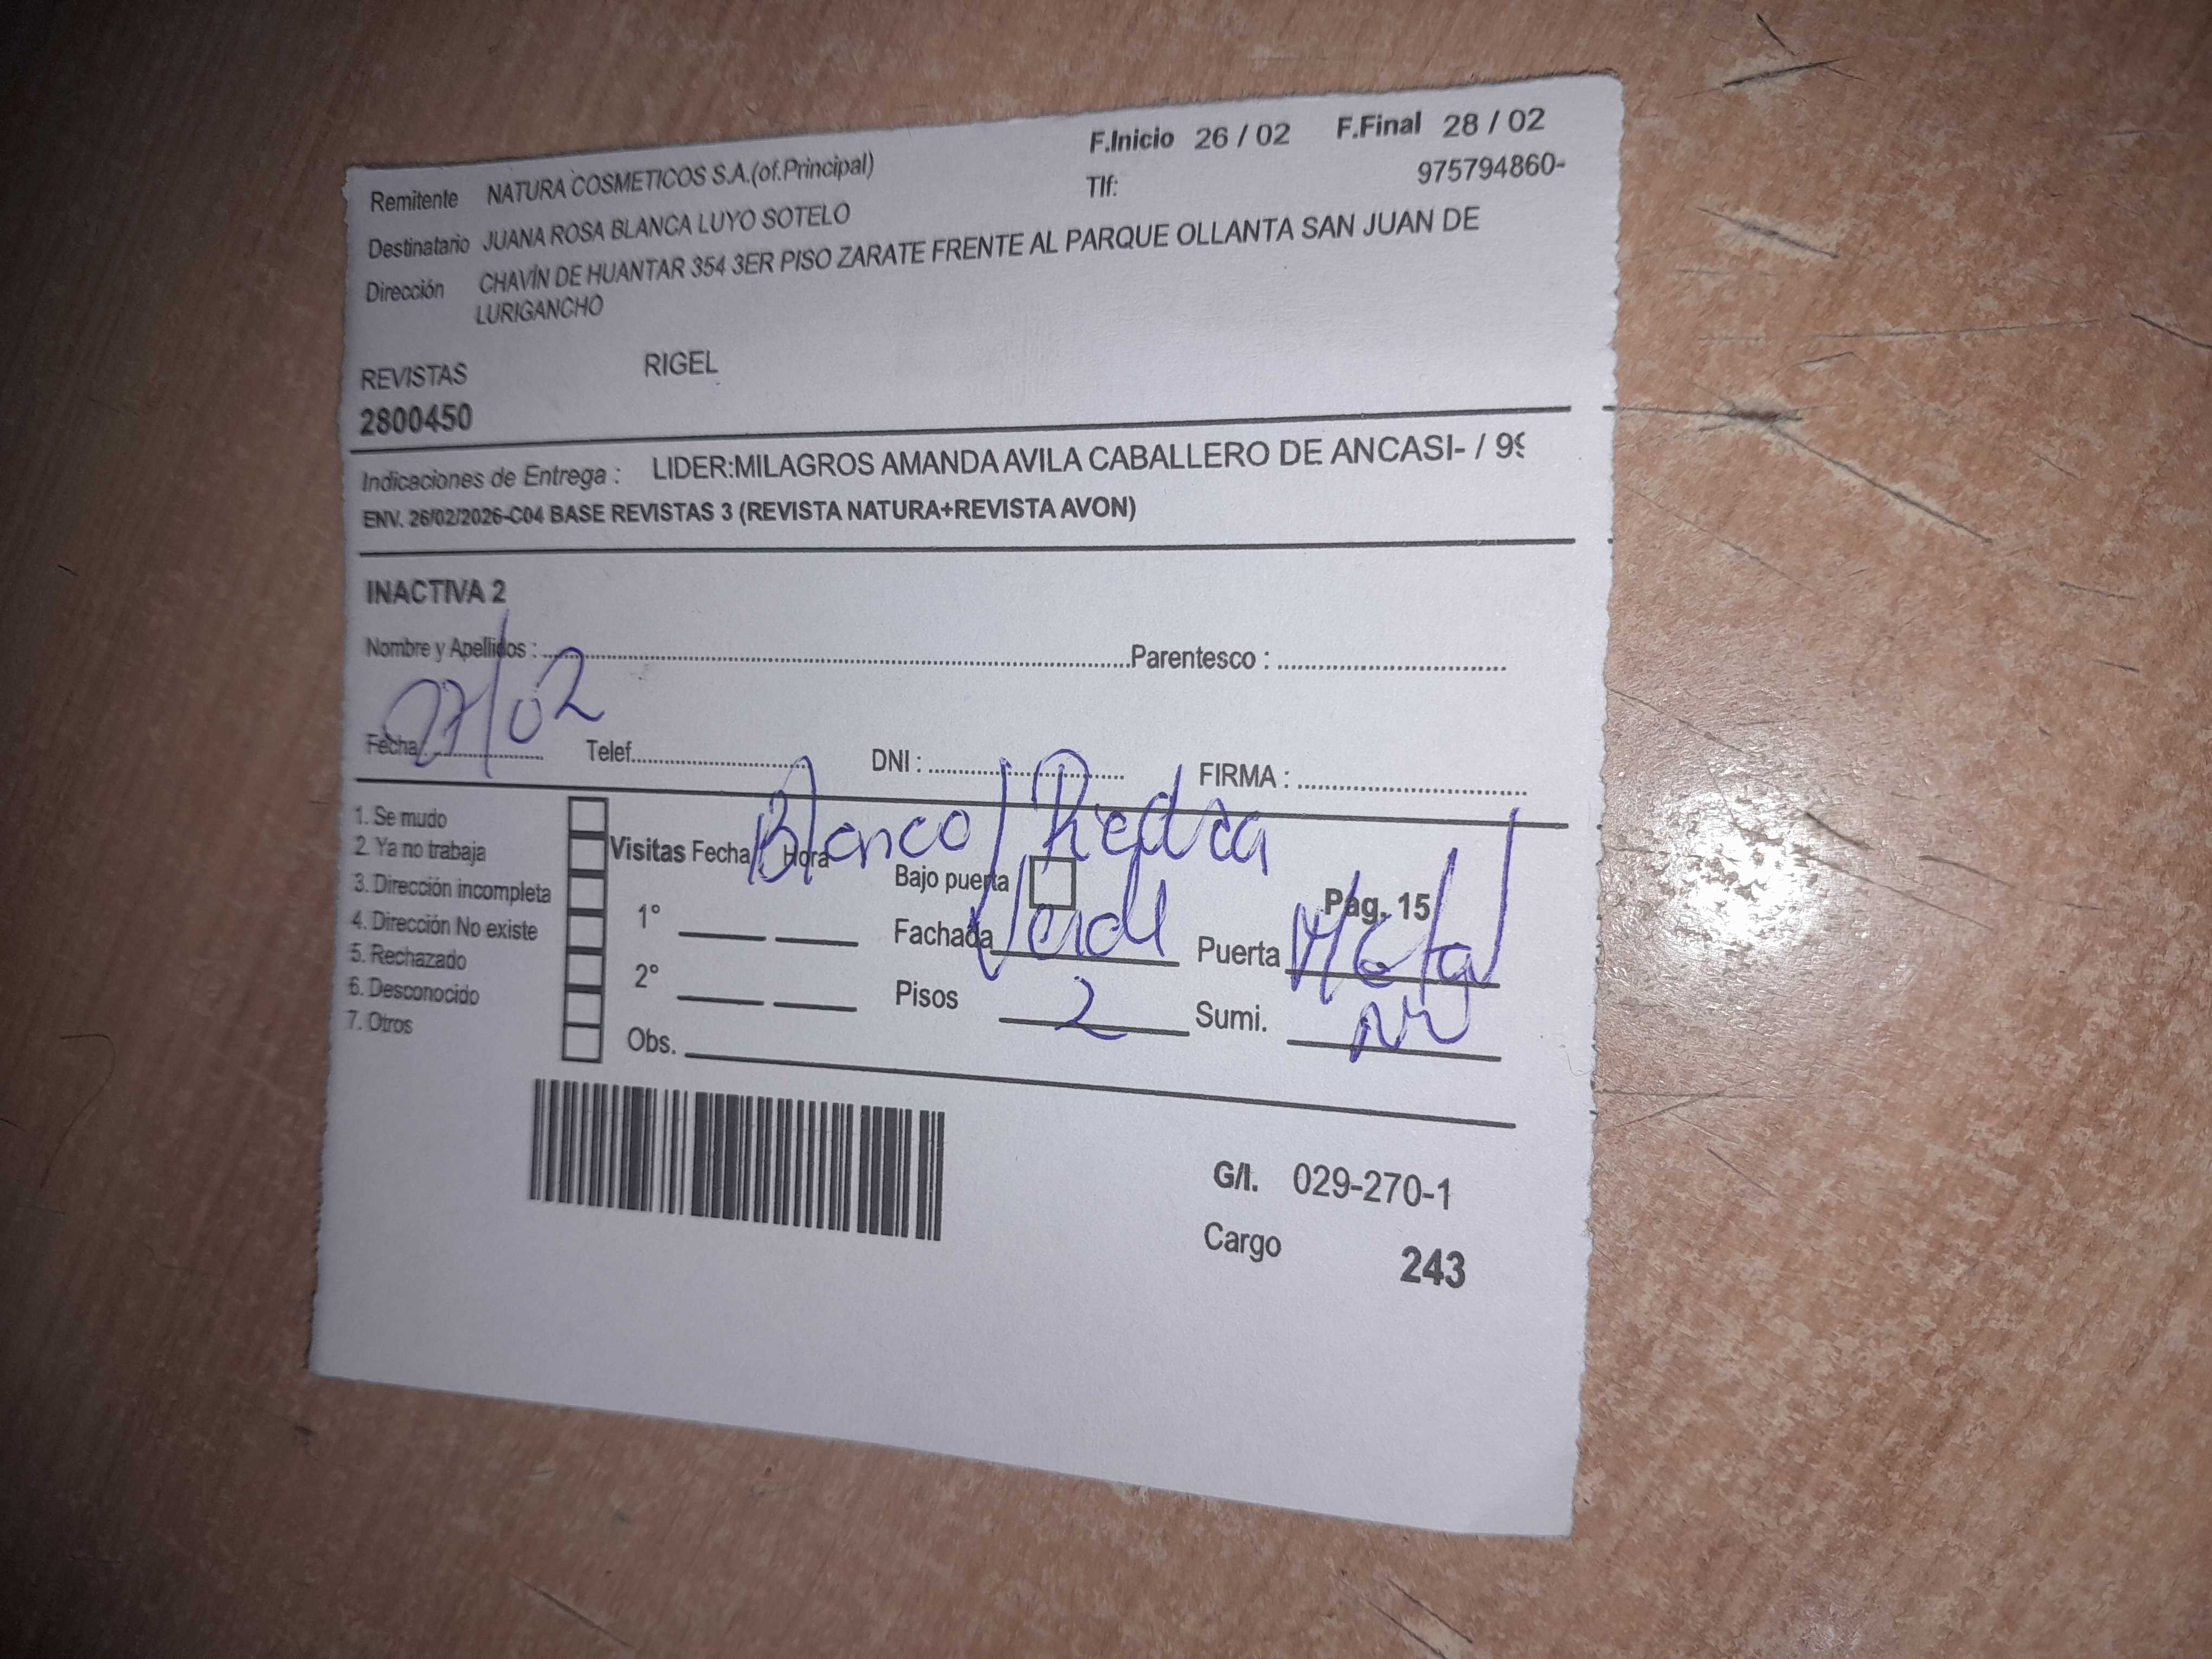 F.Inicio 26 / 02 F.Final 28 / 02
Remitente NATURA COSMETICOS S.A.(of.Principal) Tlf: 975794860-
Destinatario JUANA ROSA BLANCA LUYO SOTELO
Dirección CHAVÍN DE HUANTAR 354 3ER PISO ZARATE FRENTE AL PARQUE OLLANTA SAN JUAN DE
LURIGANCHO
REVISTAS RIGEL
2800450
Indicaciones de Entrega : LIDER:MILAGROS AMANDA AVILA CABALLERO DE ANCASI- / 99
ENV. 26/02/2026-C04 BASE REVISTAS 3 (REVISTA NATURA+REVISTA AVON)
INACTIVA 2
Nombre y Apellidos : Parentesco :
27/02
Fecha: Telef. DNI : FIRMA :
Blanco/Piedra
1. Se mudo
2. Ya no trabaja
3. Dirección incompleta
4. Dirección No existe
5. Rechazado
6. Desconocido
7. Otros
Visitas Fecha / Hora
1°
2°
Obs.
Bajo puerta
Pag. 15
Fachada Verde Puerta Metal
Pisos 2 Sumi.
G/I. 029-270-1
Cargo 243